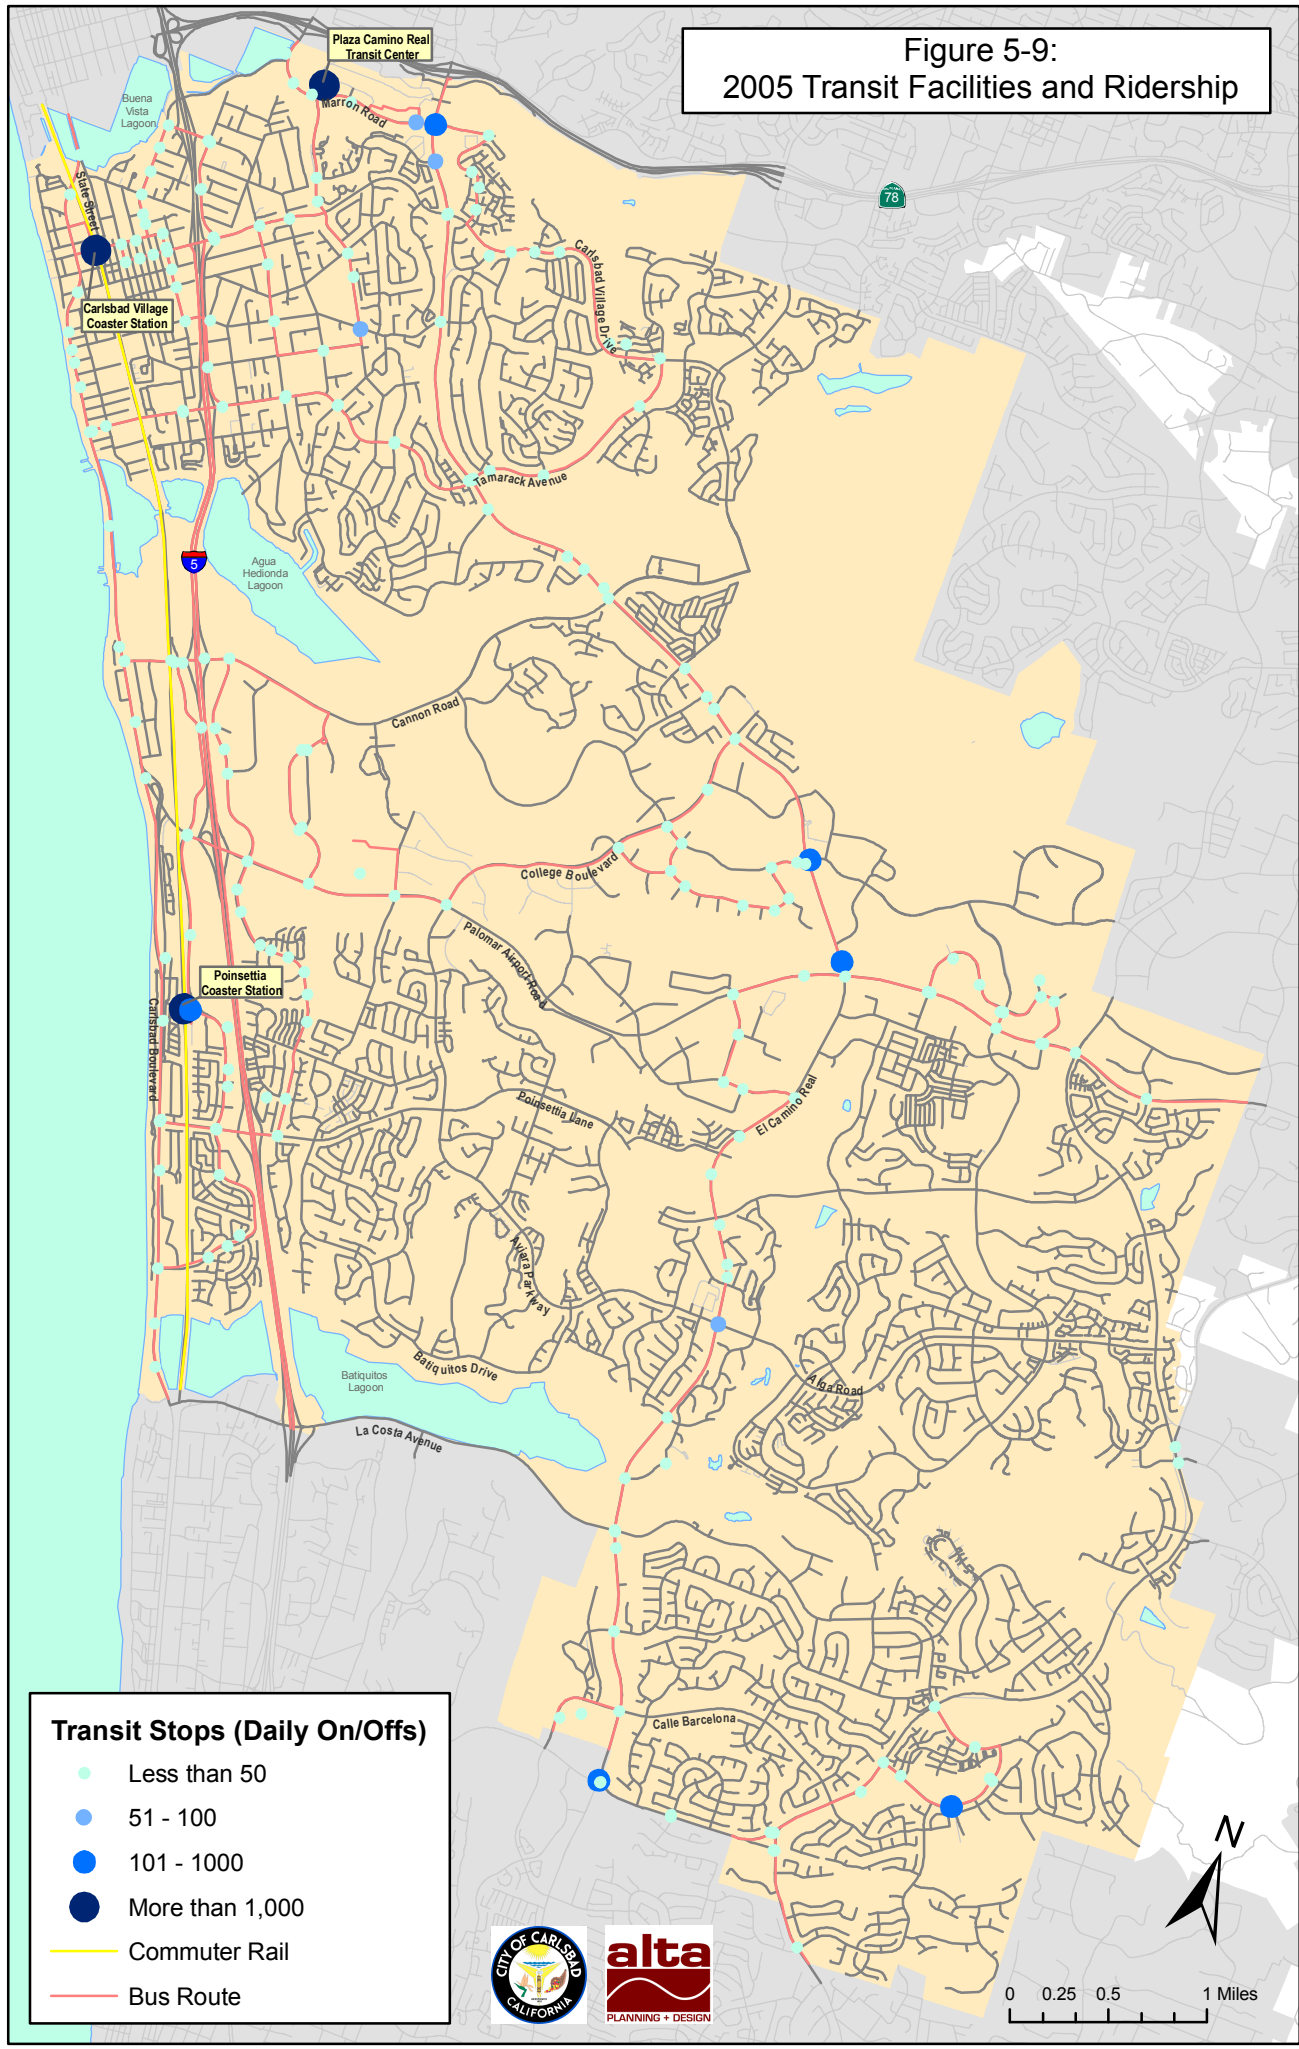 Figure 5-9:
2005 Transit Facilities and Ridership
Plaza Camino Real
Transit Center
Buena
Vista
Lagoon
Marron Road
78
State Street
Carlsbad Village Drive
Carlsbad Village
Coaster Station
Tamarack Avenue
5
Agua
Hedionda
Lagoon
Cannon Road
College Boulevard
Palomar Airport Road
Poinsettia
Coaster Station
Carlsbad Boulevard
Poinsettia Lane
El Camino Real
Aviara Parkway
Batiquitos Drive
Batiquitos
Lagoon
Alga Road
La Costa Avenue
Calle Barcelona
Transit Stops (Daily On/Offs)
Less than 50
51 - 100
101 - 1000
More than 1,000
Commuter Rail
Bus Route
CITY OF CARLSBAD
CALIFORNIA
alta
PLANNING + DESIGN
N
0 0.25 0.5 1 Miles